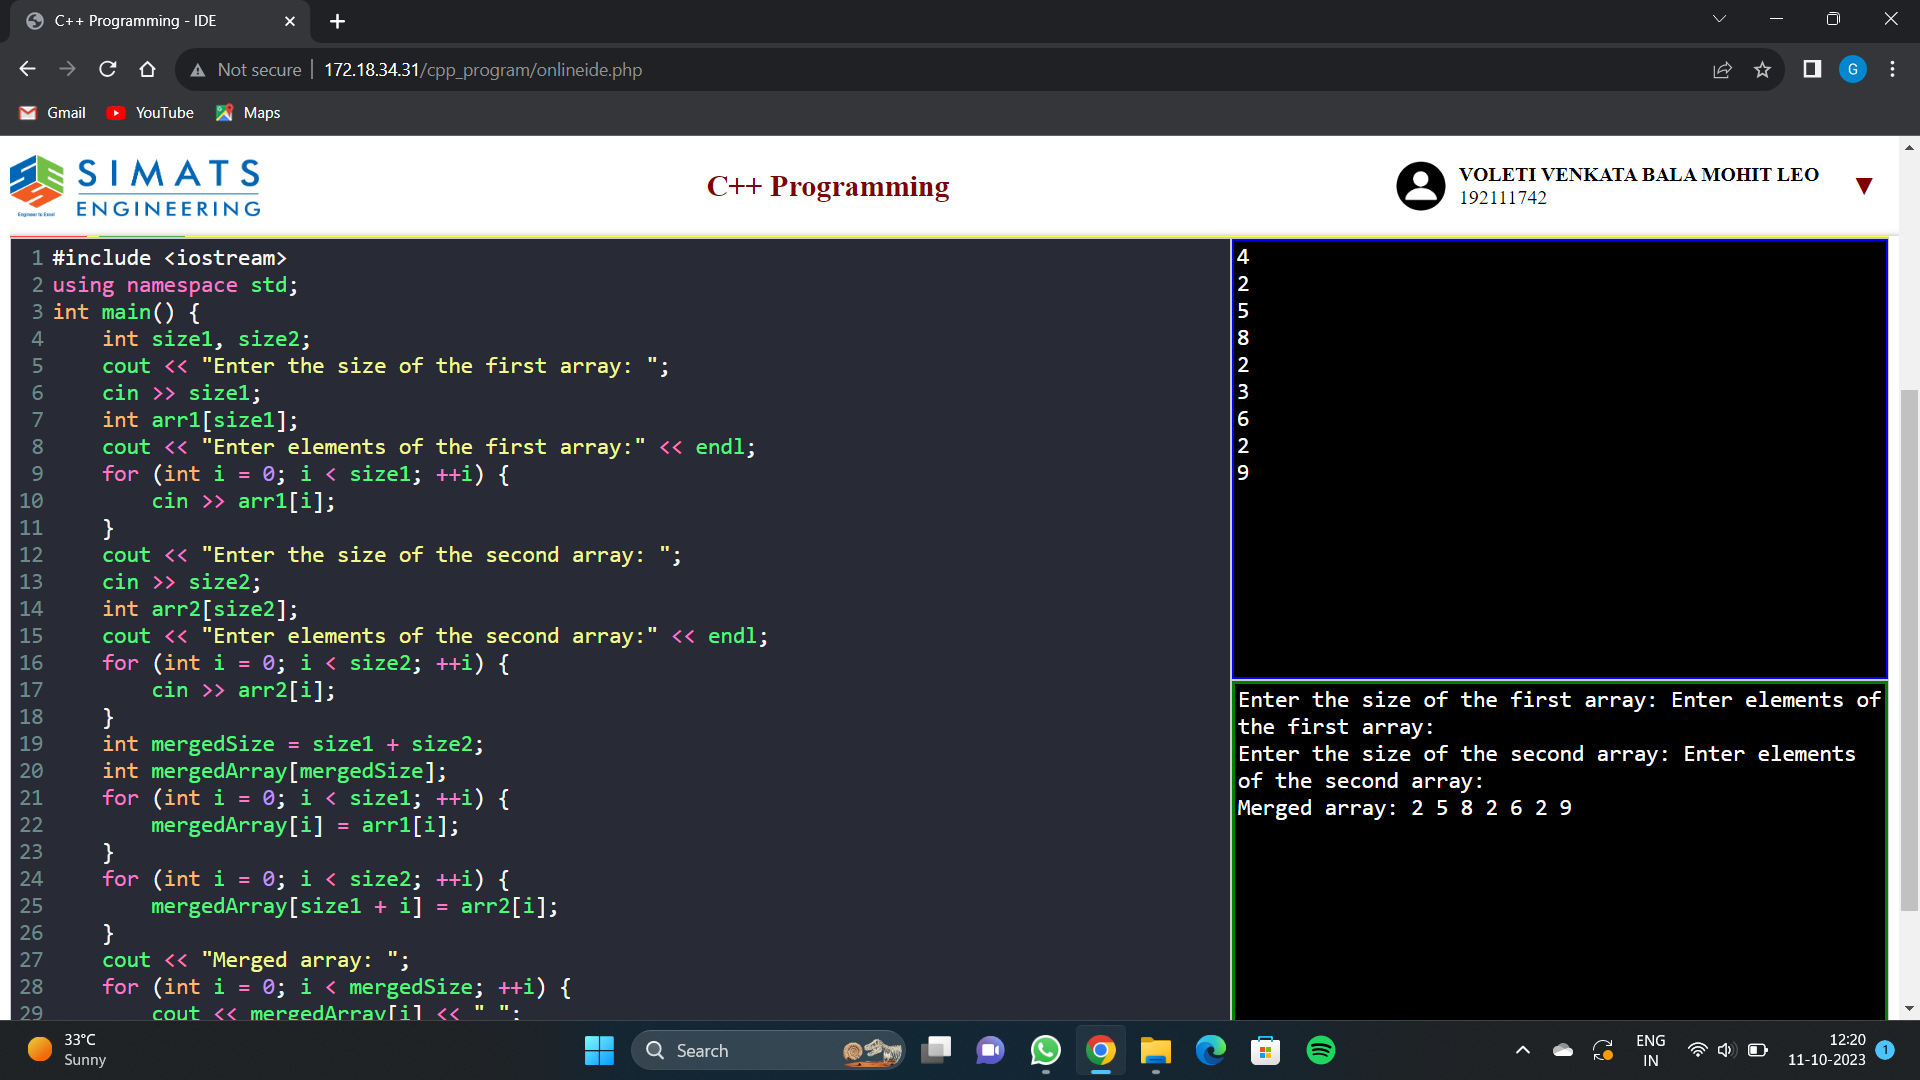 C++ Programming - IDE
Not secure
172.18.34.31/cpp_program/onlineide.php
G
Gmail
YouTube
Maps
SIMATS
ENGINEERING
Engineer to Excel
C++ Programming
VOLETI VENKATA BALA MOHIT LEO
192111742
1 #include <iostream>
2 using namespace std;
3 int main() {
4     int size1, size2;
5     cout << "Enter the size of the first array: ";
6     cin >> size1;
7     int arr1[size1];
8     cout << "Enter elements of the first array:" << endl;
9     for (int i = 0; i < size1; ++i) {
10         cin >> arr1[i];
11     }
12     cout << "Enter the size of the second array: ";
13     cin >> size2;
14     int arr2[size2];
15     cout << "Enter elements of the second array:" << endl;
16     for (int i = 0; i < size2; ++i) {
17         cin >> arr2[i];
18     }
19     int mergedSize = size1 + size2;
20     int mergedArray[mergedSize];
21     for (int i = 0; i < size1; ++i) {
22         mergedArray[i] = arr1[i];
23     }
24     for (int i = 0; i < size2; ++i) {
25         mergedArray[size1 + i] = arr2[i];
26     }
27     cout << "Merged array: ";
28     for (int i = 0; i < mergedSize; ++i) {
29         cout << mergedArray[i] << " ";
4
2
5
8
2
3
6
2
9
Enter the size of the first array: Enter elements of
the first array:
Enter the size of the second array: Enter elements
of the second array:
Merged array: 2 5 8 2 6 2 9
33°C
Sunny
Search
ENG
IN
12:20
11-10-2023
1